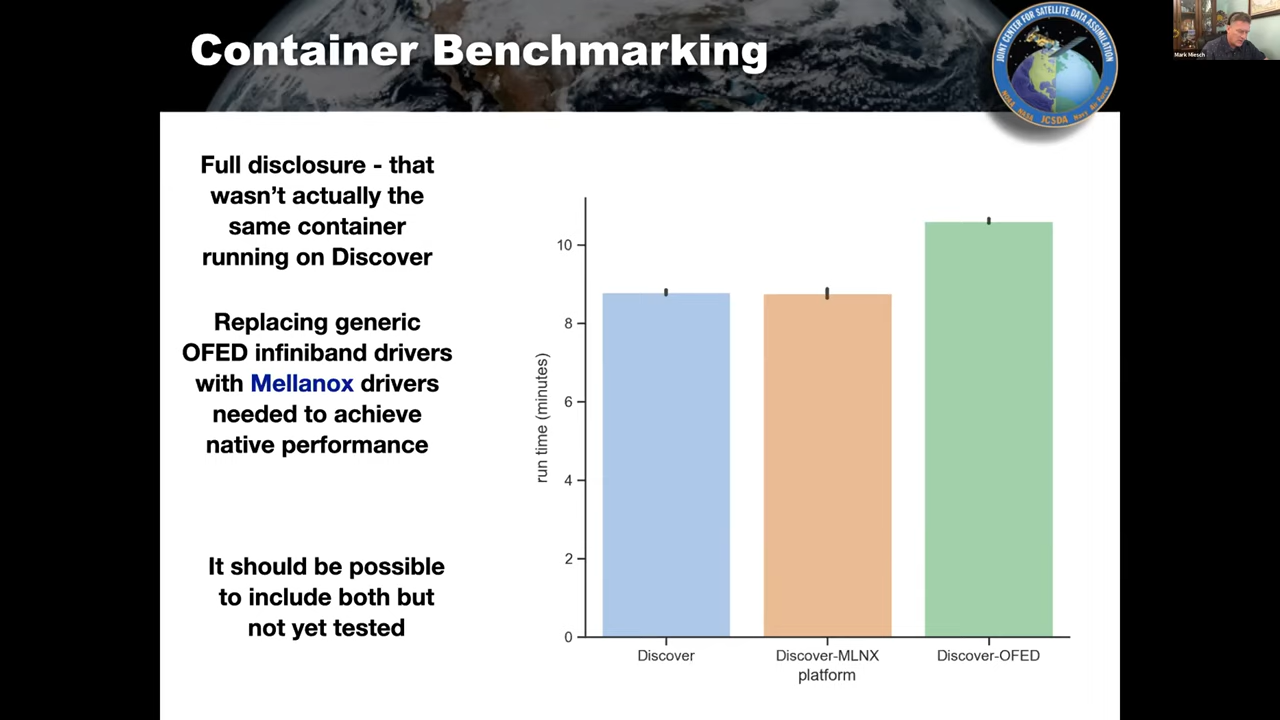 Container Benchmarking
JOINT CENTER FOR SATELLITE DATA ASSIMILATION
JCSDA
Mark Miesch
Full disclosure - that
wasn’t actually the
same container
running on Discover
Replacing generic
OFED infiniband drivers
with Mellanox drivers
needed to achieve
native performance
It should be possible
to include both but
not yet tested
run time (minutes)
10
8
6
4
2
0
Discover
Discover-MLNX
Discover-OFED
platform